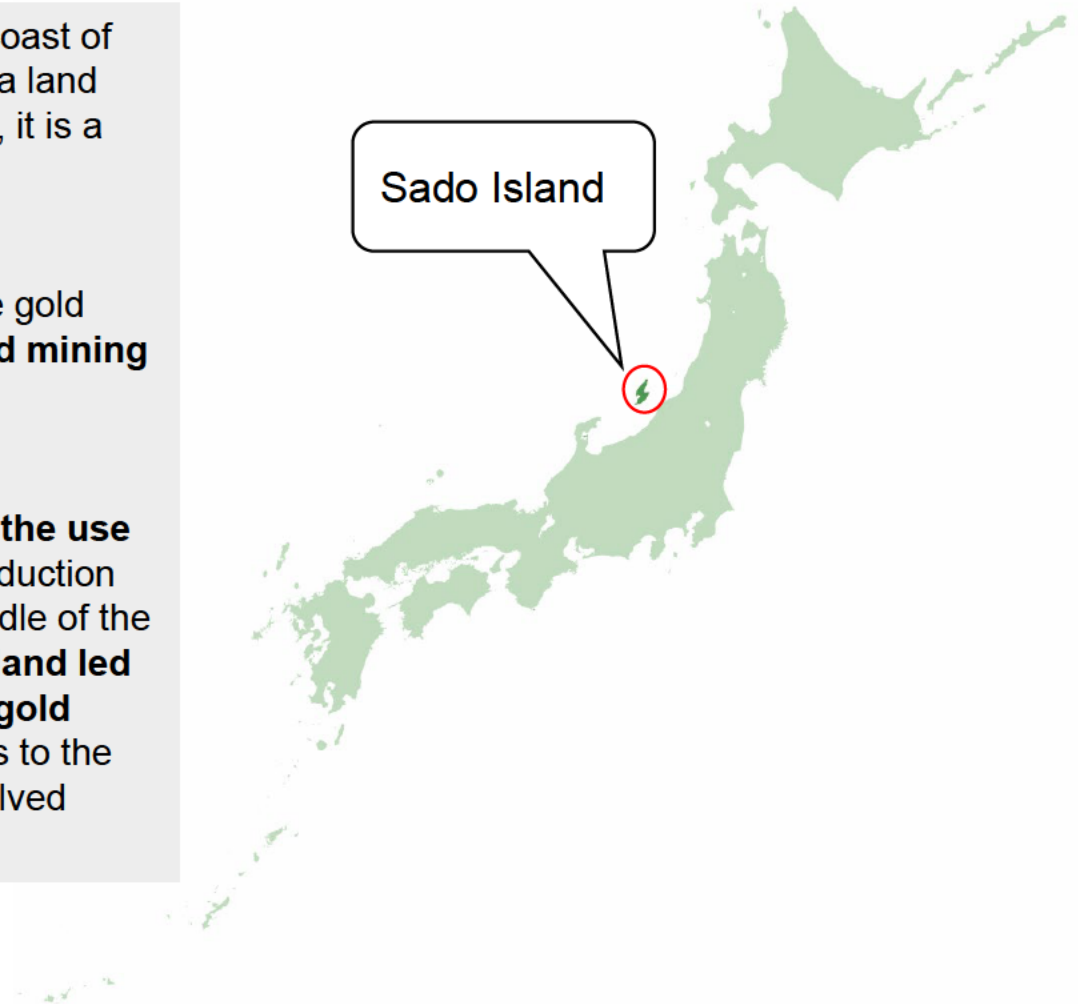 oast of
a land
, it is a
e gold
d mining
the use
duction
dle of the
and led
gold
s to the
lved
Sado Island